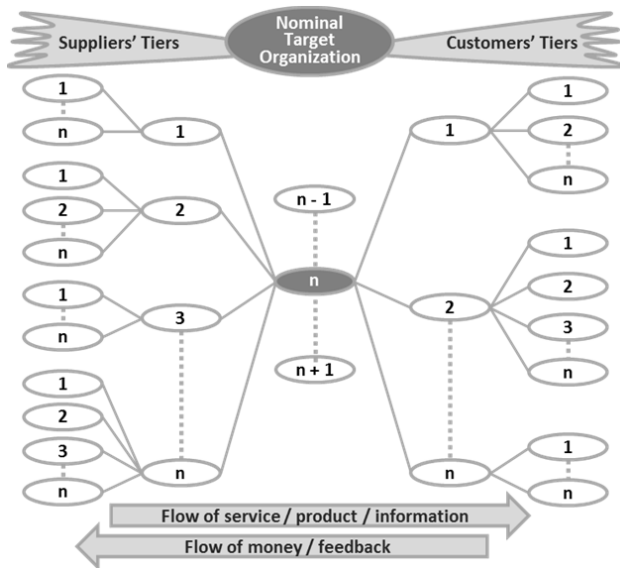 Nominal
Target
Organization
Suppliers' Tiers
Customers' Tiers
1
n
1
1
2
n
2
1
n
3
1
2
3
n
n
n - 1
n
n + 1
1
1
2
n
2
1
2
3
n
n
1
n
Flow of service / product / information
Flow of money / feedback